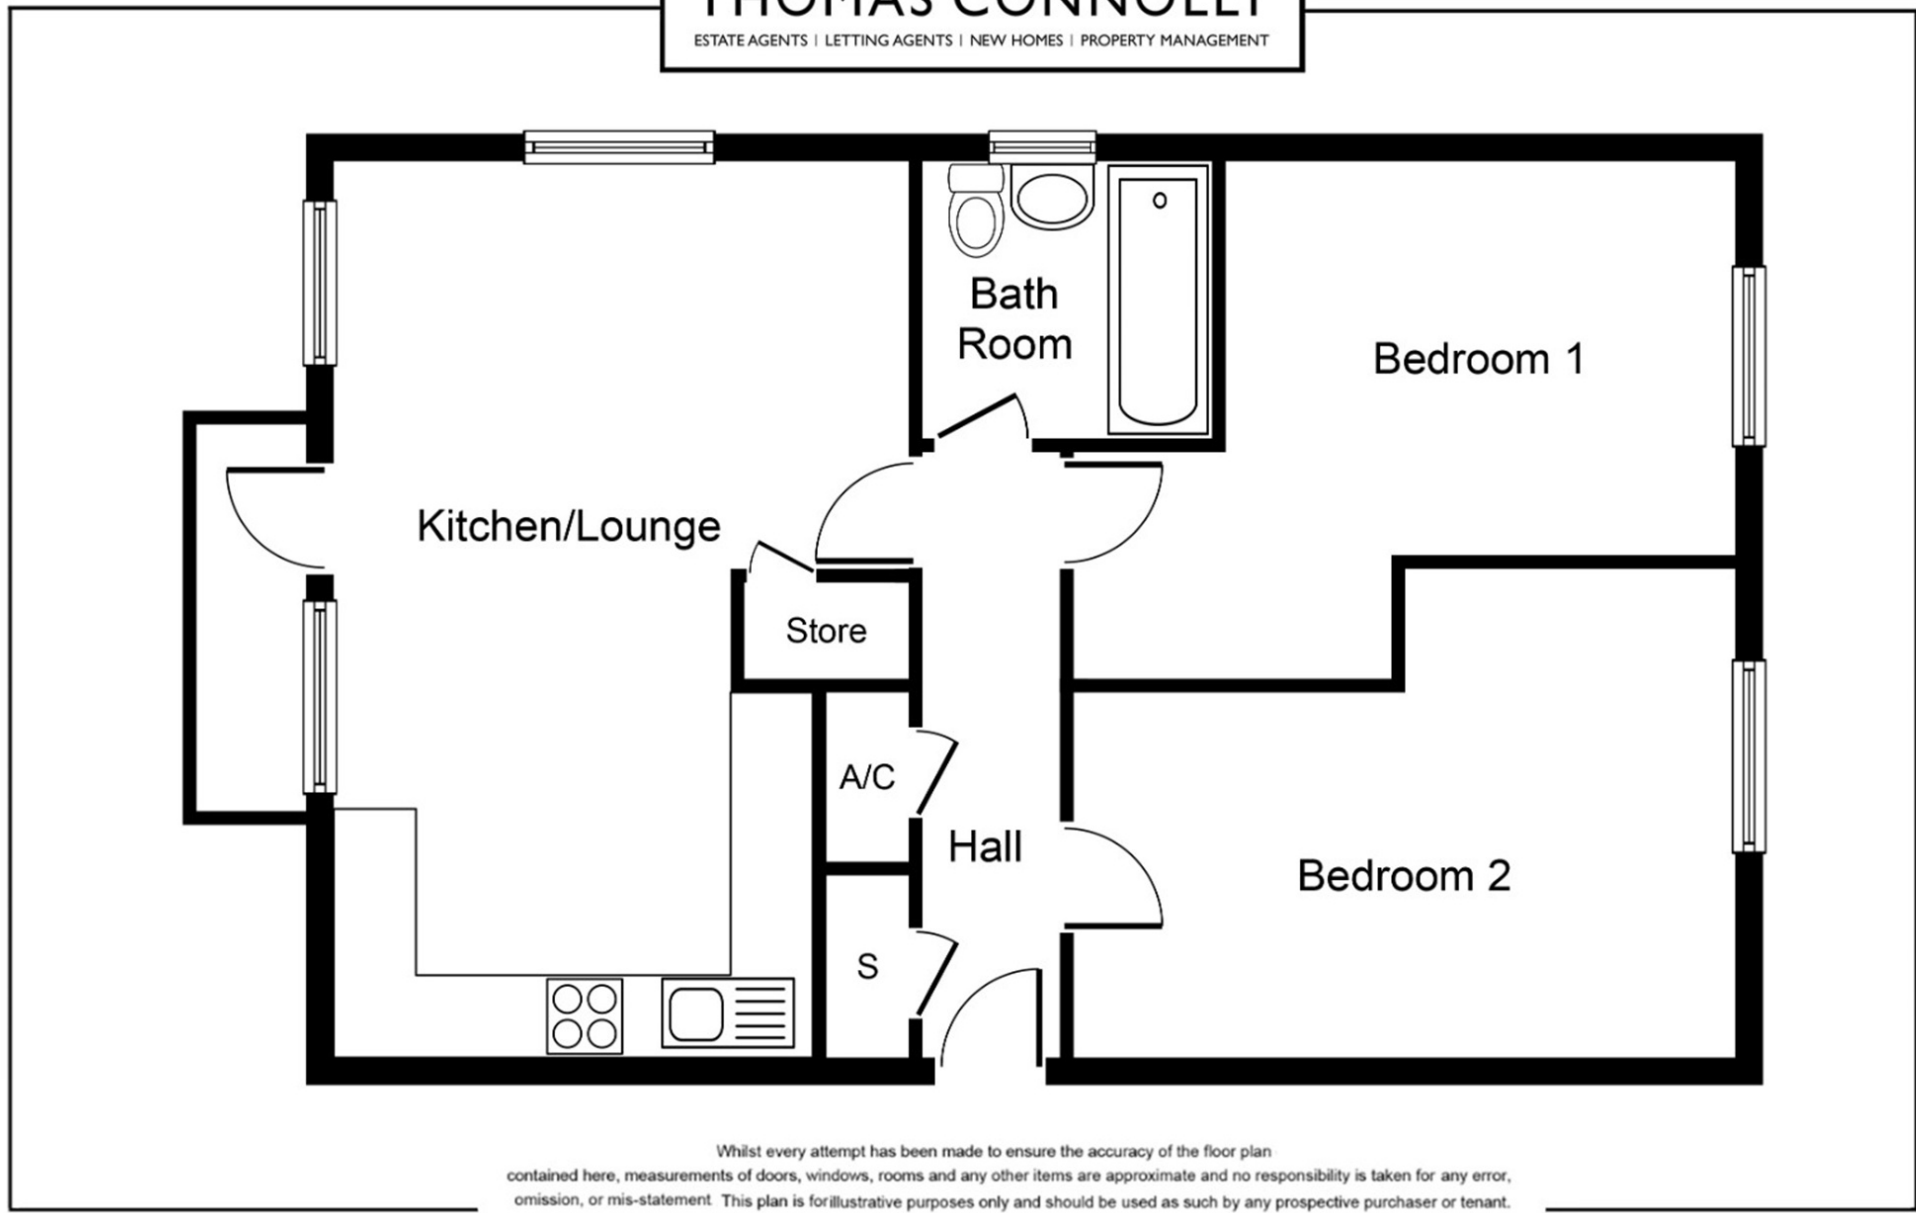 THOMAS CONNOLLY
ESTATE AGENTS | LETTING AGENTS | NEW HOMES | PROPERTY MANAGEMENT
Bath
Room
Bedroom 1
Kitchen/Lounge
Store
A/C
Hall
Bedroom 2
S
Whilst every attempt has been made to ensure the accuracy of the floor plan
contained here, measurements of doors, windows, rooms and any other items are approximate and no responsibility is taken for any error,
omission, or mis-statement This plan is forillustrative purposes only and should be used as such by any prospective purchaser or tenant.